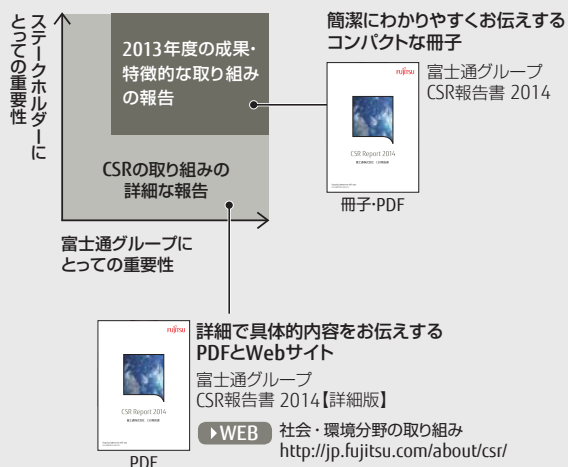 ステークホルダーに
とっての重要性
2013年度の成果・
特徴的な取り組み
の報告
CSRの取り組みの
詳細な報告
富士通グループに
とっての重要性
簡潔にわかりやすくお伝えする
コンパクトな冊子
FUJITSU
CSR Report 2014
富士通グループ
CSR報告書 2014
冊子・PDF
FUJITSU
CSR Report 2014
PDF
詳細で具体的内容をお伝えする
PDFとWebサイト
富士通グループ
CSR報告書 2014【詳細版】
WEB 社会・環境分野の取り組み
http://jp.fujitsu.com/about/csr/